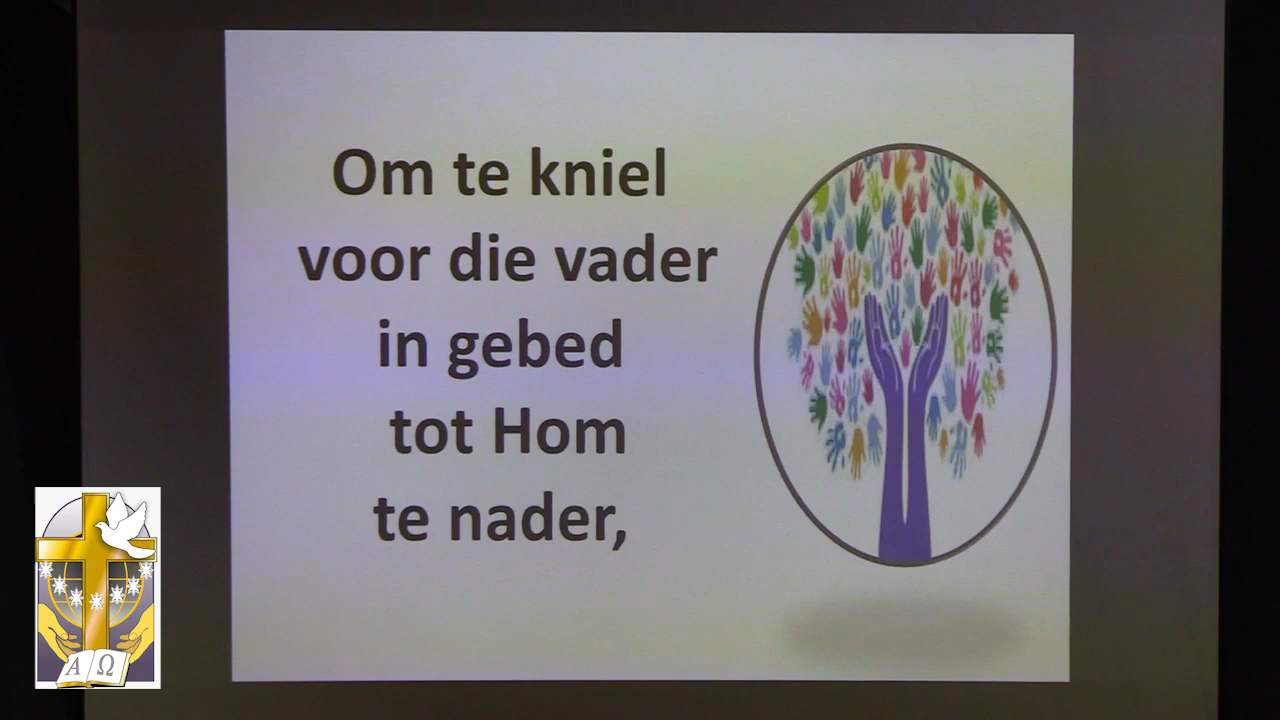 Om te kniel
voor die vader
in gebed
tot Hom
te nader,
A Ω